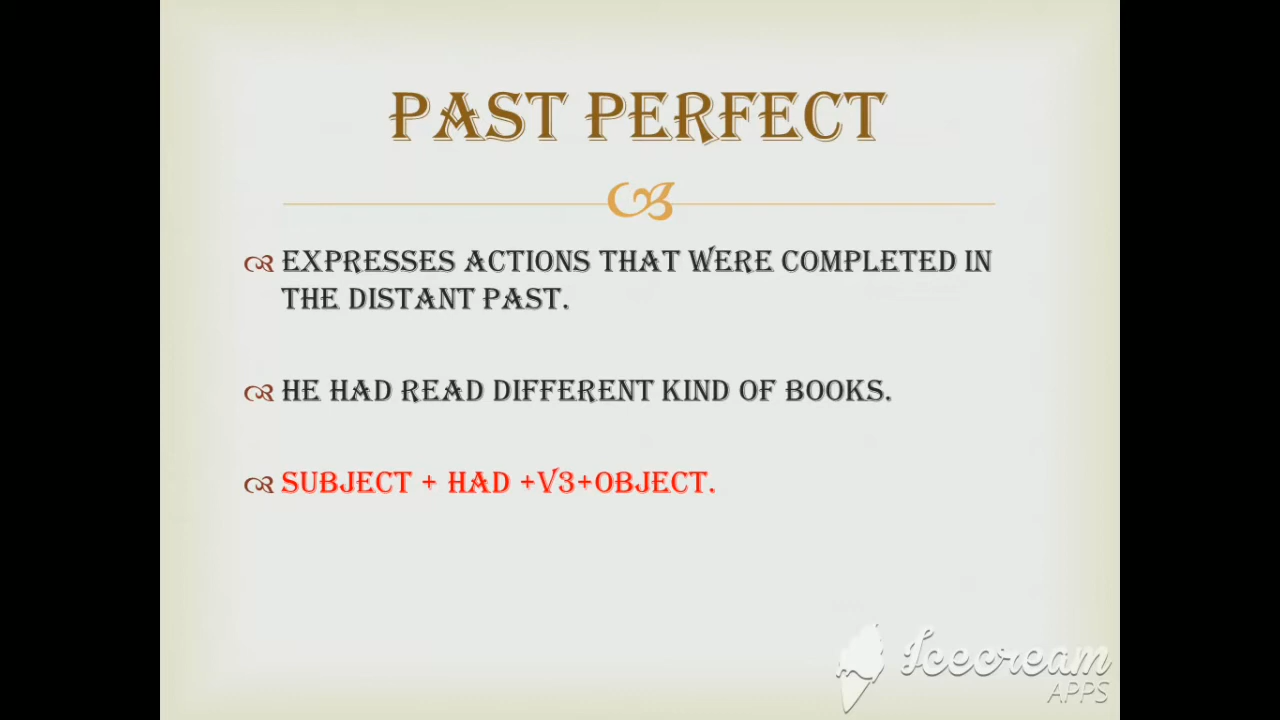 PAST PERFECT
EXPRESSES ACTIONS THAT WERE COMPLETED IN
THE DISTANT PAST.
HE HAD READ DIFFERENT KIND OF BOOKS.
SUBJECT + HAD +V3+OBJECT.
Icecream
APPS